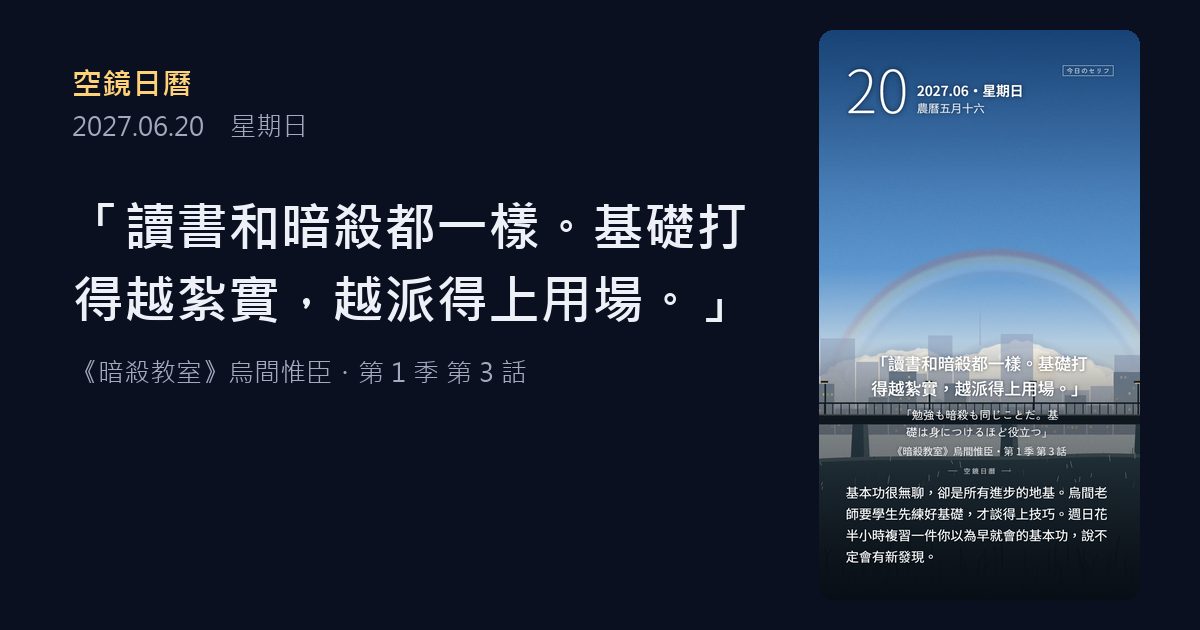 空鏡日曆
2027.06.20 星期日
「讀書和暗殺都一樣。基礎打
得越紮實，越派得上用場。」
《暗殺教室》烏間惟臣・第 1 季 第 3 話
20
2027.06・星期日
農曆五月十六
今日のセリフ
「讀書和暗殺都一樣。基礎打
得越紮實，越派得上用場。」
「勉強も暗殺も同じことだ。基
礎は身につけるほど役立つ」
《暗殺教室》烏間惟臣・第 1 季 第 3 話
— 空鏡日曆 —
基本功很無聊，卻是所有進步的地基。烏間老
師要學生先練好基礎，才談得上技巧。週日花
半小時複習一件你以為早就會的基本功，說不
定會有新發現。